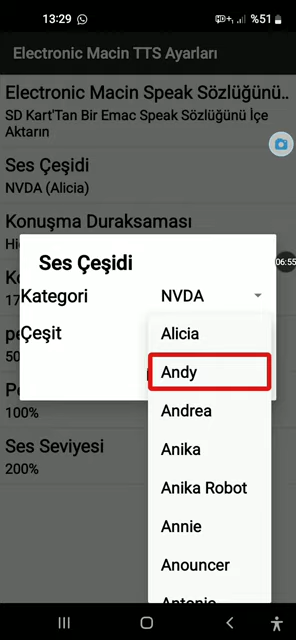 13:29 %51
Electronic Macin TTS Ayarları
Electronic Macin Speak Sözlüğünü..
SD Kart'Tan Bir Emac Speak Sözlüğünü İçe
Aktarın
Ses Çeşidi
NVDA (Alicia)
06:55
Konuşma Duraksaması
Ses Çeşidi
Kategori NVDA
Çeşit Alicia
Andy
Andrea
Anika
Anika Robot
Annie
Anouncer
Antonio
100%
Ses Seviyesi
200%